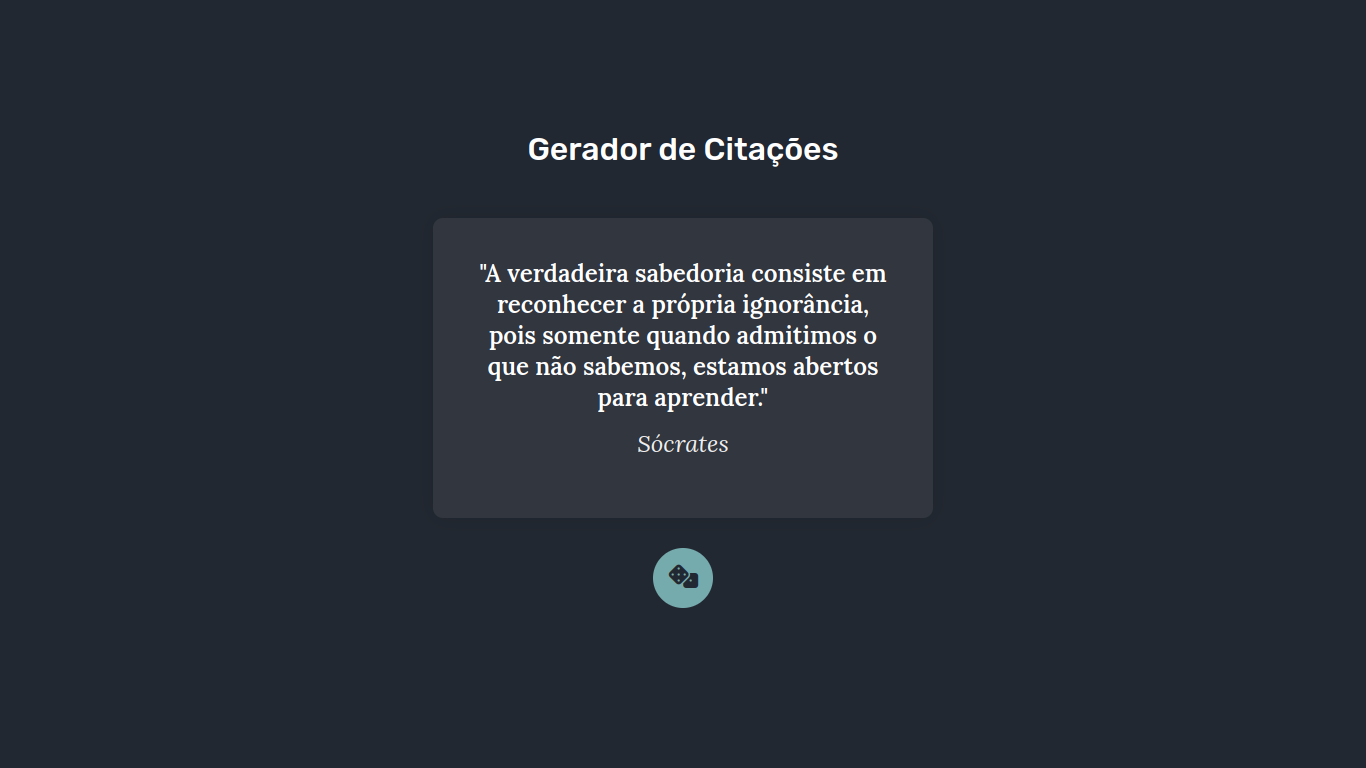 Gerador de Citações
"A verdadeira sabedoria consiste em
reconhecer a própria ignorância,
pois somente quando admitimos o
que não sabemos, estamos abertos
para aprender."
Sócrates